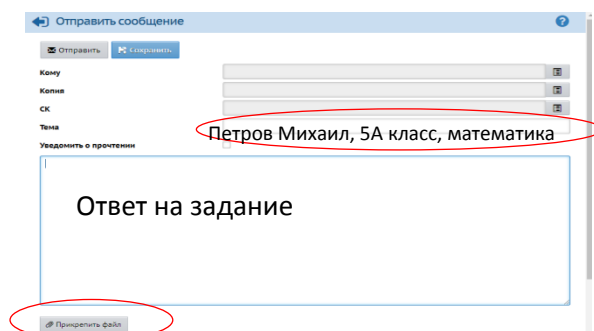 Отправить сообщение
Отправить Сохранить
Кому
Копия
СК
Тема Петров Михаил, 5А класс, математика
Уведомить о прочтении
Ответ на задание
Прикрепить файл